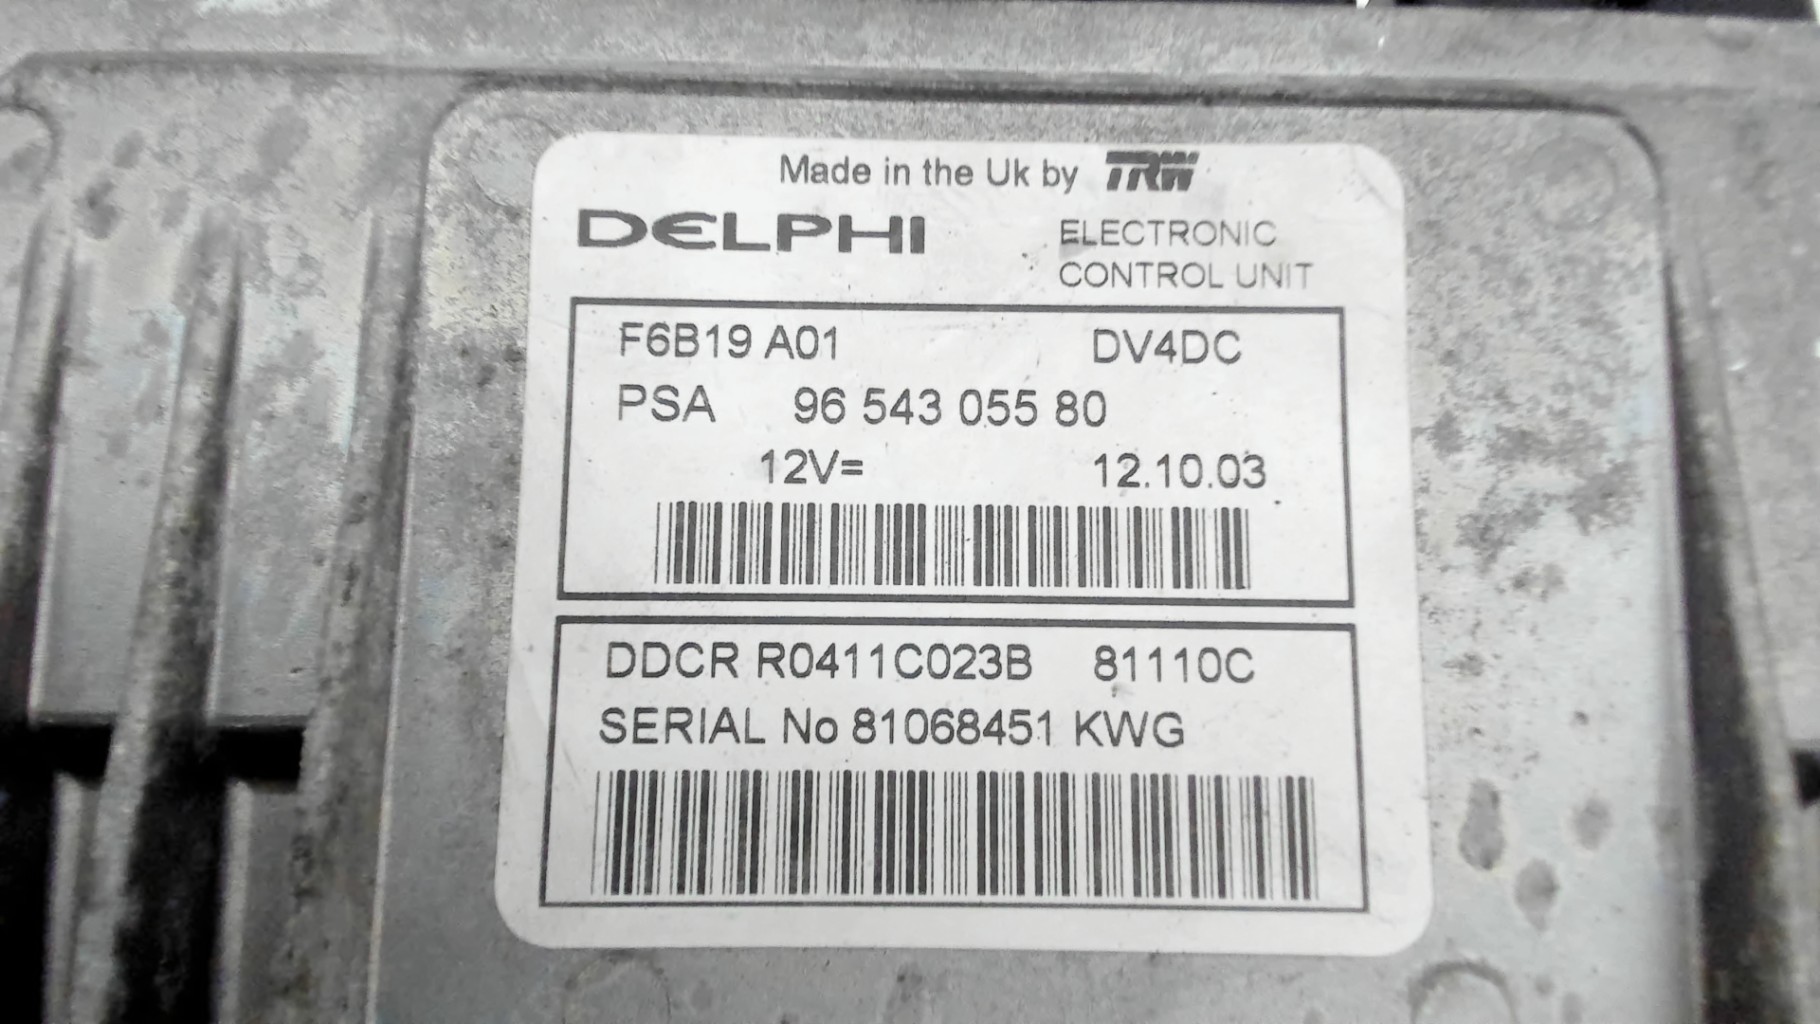 Made in the Uk by TRW
DELPHI
ELECTRONIC
CONTROL UNIT
F6B19 A01 DV4DC
PSA 96 543 055 80
12V= 12.10.03
DDCR R0411C023B 81110C
SERIAL No 81068451 KWG